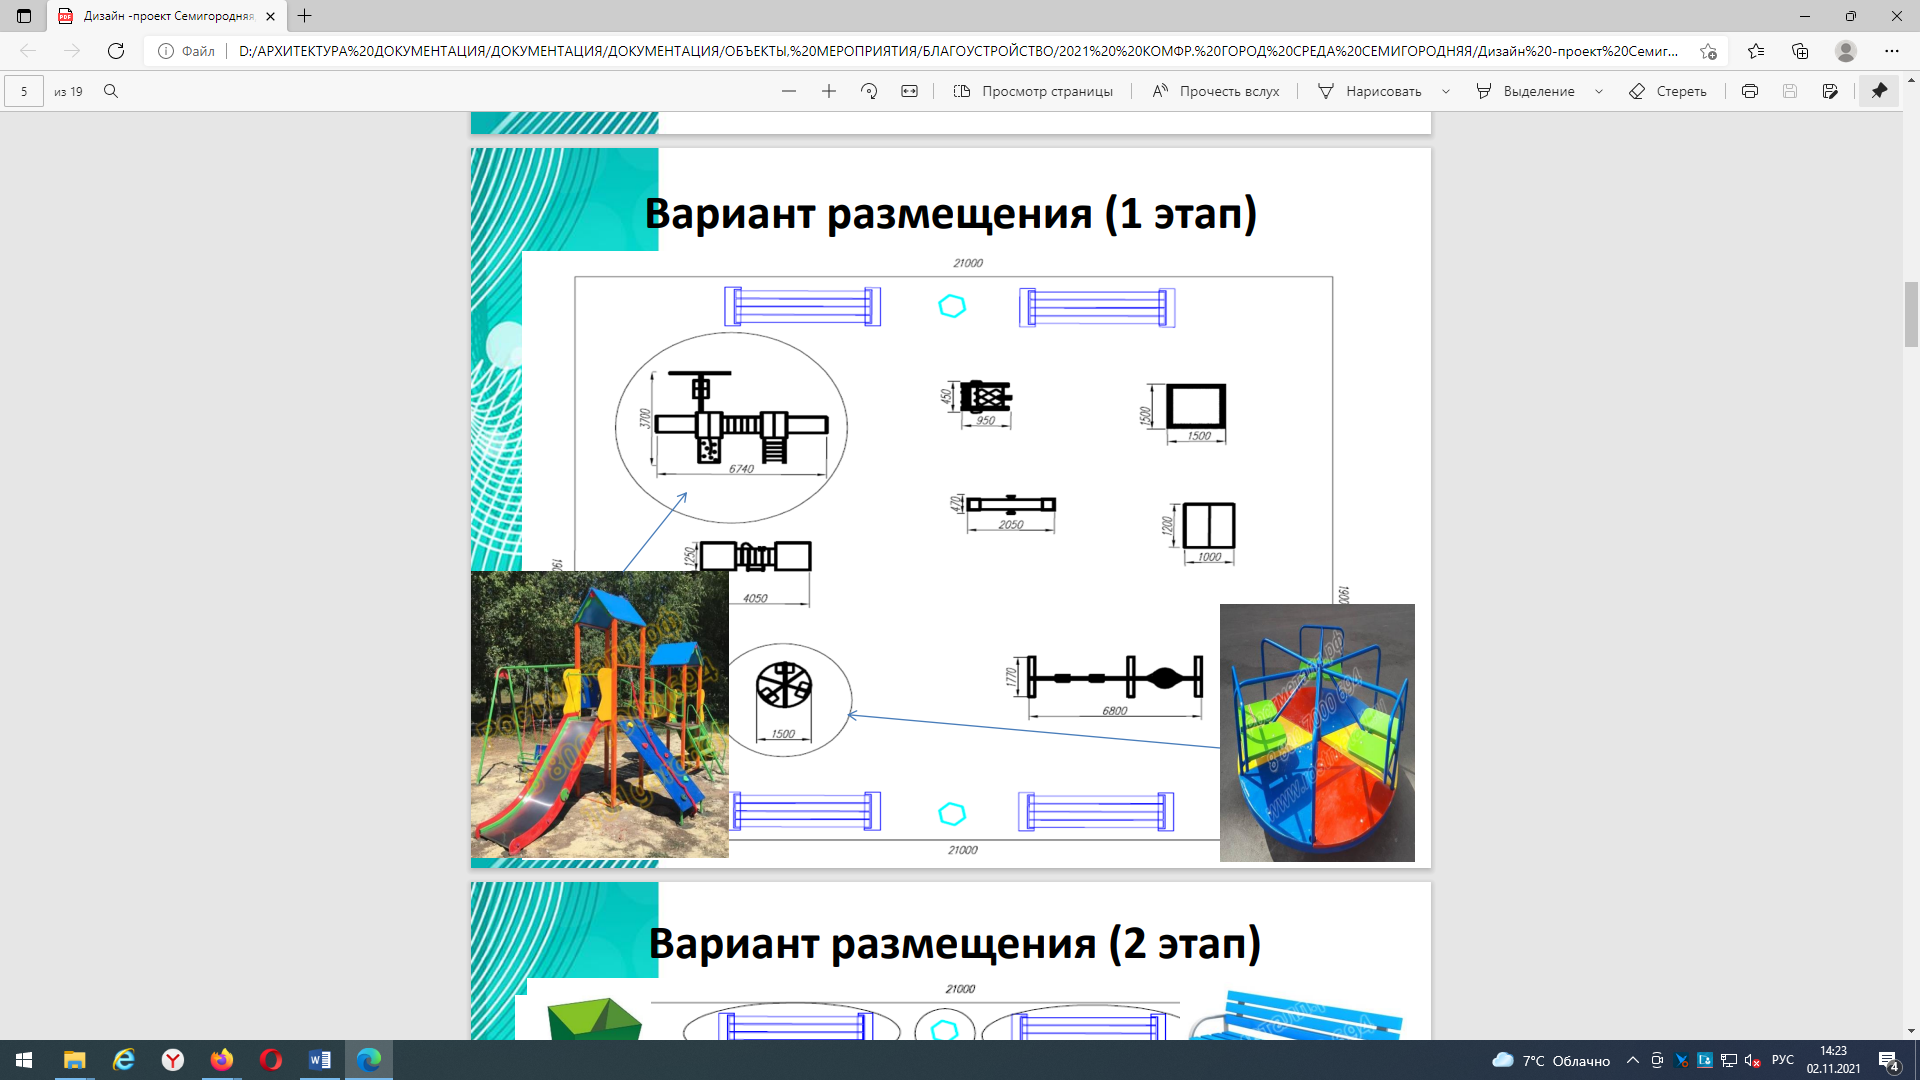 Дизайн -проект Семигородняя,
Файл
D:/АРХИТЕКТУРА%20ДОКУМЕНТАЦИЯ/ДОКУМЕНТАЦИЯ/ДОКУМЕНТАЦИЯ/ОБЪЕКТЫ,%20МЕРОПРИЯТИЯ/БЛАГОУСТРОЙСТВО/2021%20%20КОМФР.%20ГОРОД%20СРЕДА%20СЕМИГОРОДНЯЯ/Дизайн%20-проект%20Семиг...
5 из 19
Просмотр страницы
Прочесть вслух
Нарисовать
Выделение
Стереть
Вариант размещения (1 этап)
21000
3700
6740
450
950
1500
1500
470
2050
1200
1000
1250
4050
1500
1770
6800
21000
Вариант размещения (2 этап)
21000
7°C Облачно
РУС
14:23
02.11.2021
4